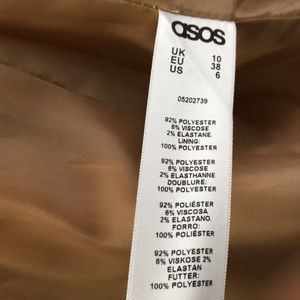 asos
UK 10
EU 38
US 6
05202739
92% POLYESTER
6% VISCOSE
2% ELASTANE.
LINING:
100% POLYESTER
92% POLYESTER
6% VISCOSE
2% ELASTHANNE
DOUBLURE:
100% POLYESTER
92% POLIÉSTER
6% VISCOSA
2% ELASTANO.
FORRO:
100% POLIÉSTER
92% POLYESTER
6% VISKOSE 2%
ELASTAN
FUTTER:
100% POLYESTER